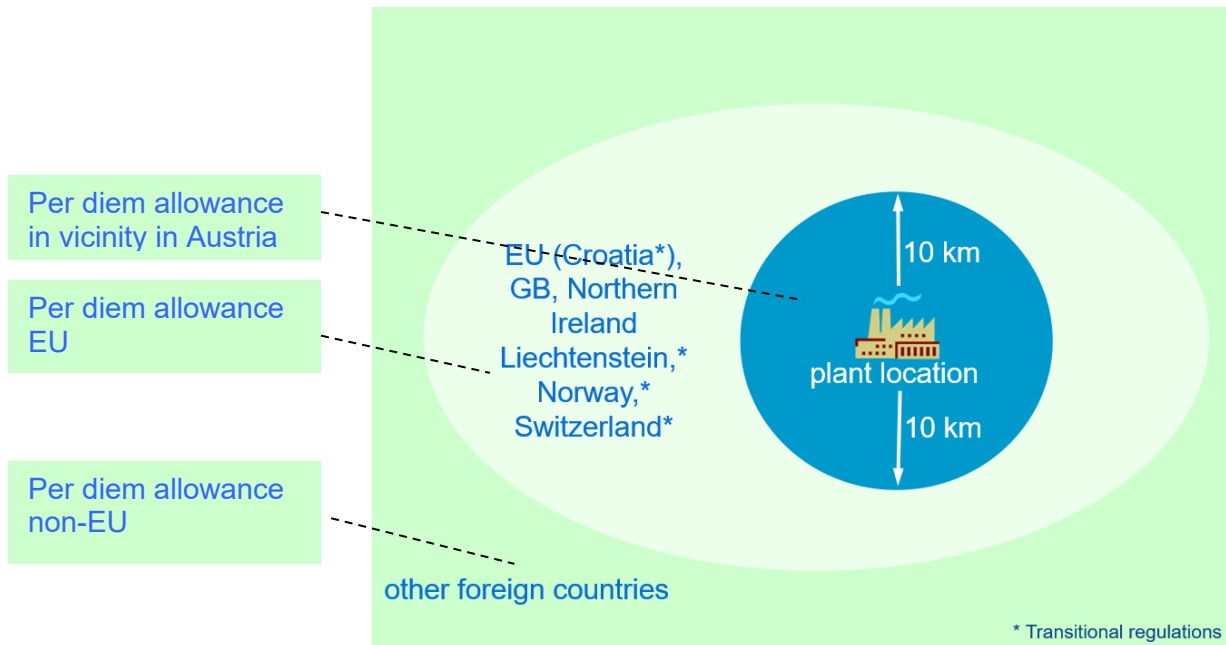 Per diem allowance
in vicinity in Austria
Per diem allowance
EU
Per diem allowance
non-EU
EU (Croatia*),
GB, Northern
Ireland
Liechtenstein,*
Norway,*
Switzerland*
10 km
plant location
10 km
other foreign countries
* Transitional regulations